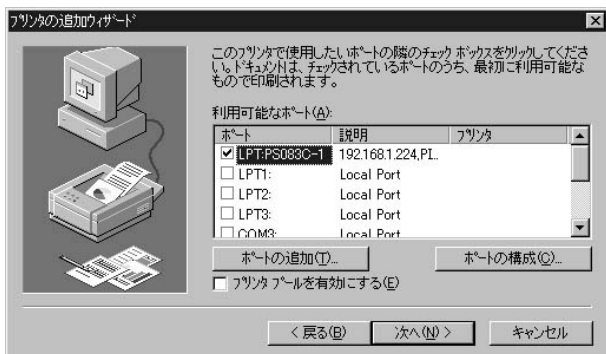 プリンタの追加ウィザード
このプリンタで使用したいポートの隣のチェック ボックスをクリックしてくださ
い。ドキュメントは、チェックされているポートのうち、最初に利用可能な
もので印刷されます。
利用可能なポート(A):
ポート 説明 プリンタ
LPT:PS083C-1 192.168.1.224,PI..
LPT1: Local Port
LPT2: Local Port
LPT3: Local Port
COM3: Local Port
ポートの追加(T)... ポートの構成(C)...
プリンタ プールを有効にする(E)
< 戻る(B) 次へ(N) > キャンセル